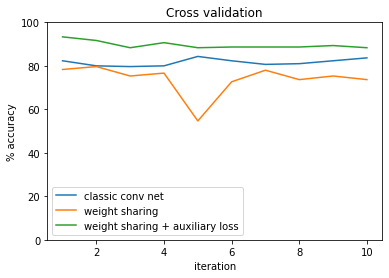 Cross validation
% accuracy
100
80
60
40
20
0
classic conv net
weight sharing
weight sharing + auxiliary loss
2 4 6 8 10
iteration